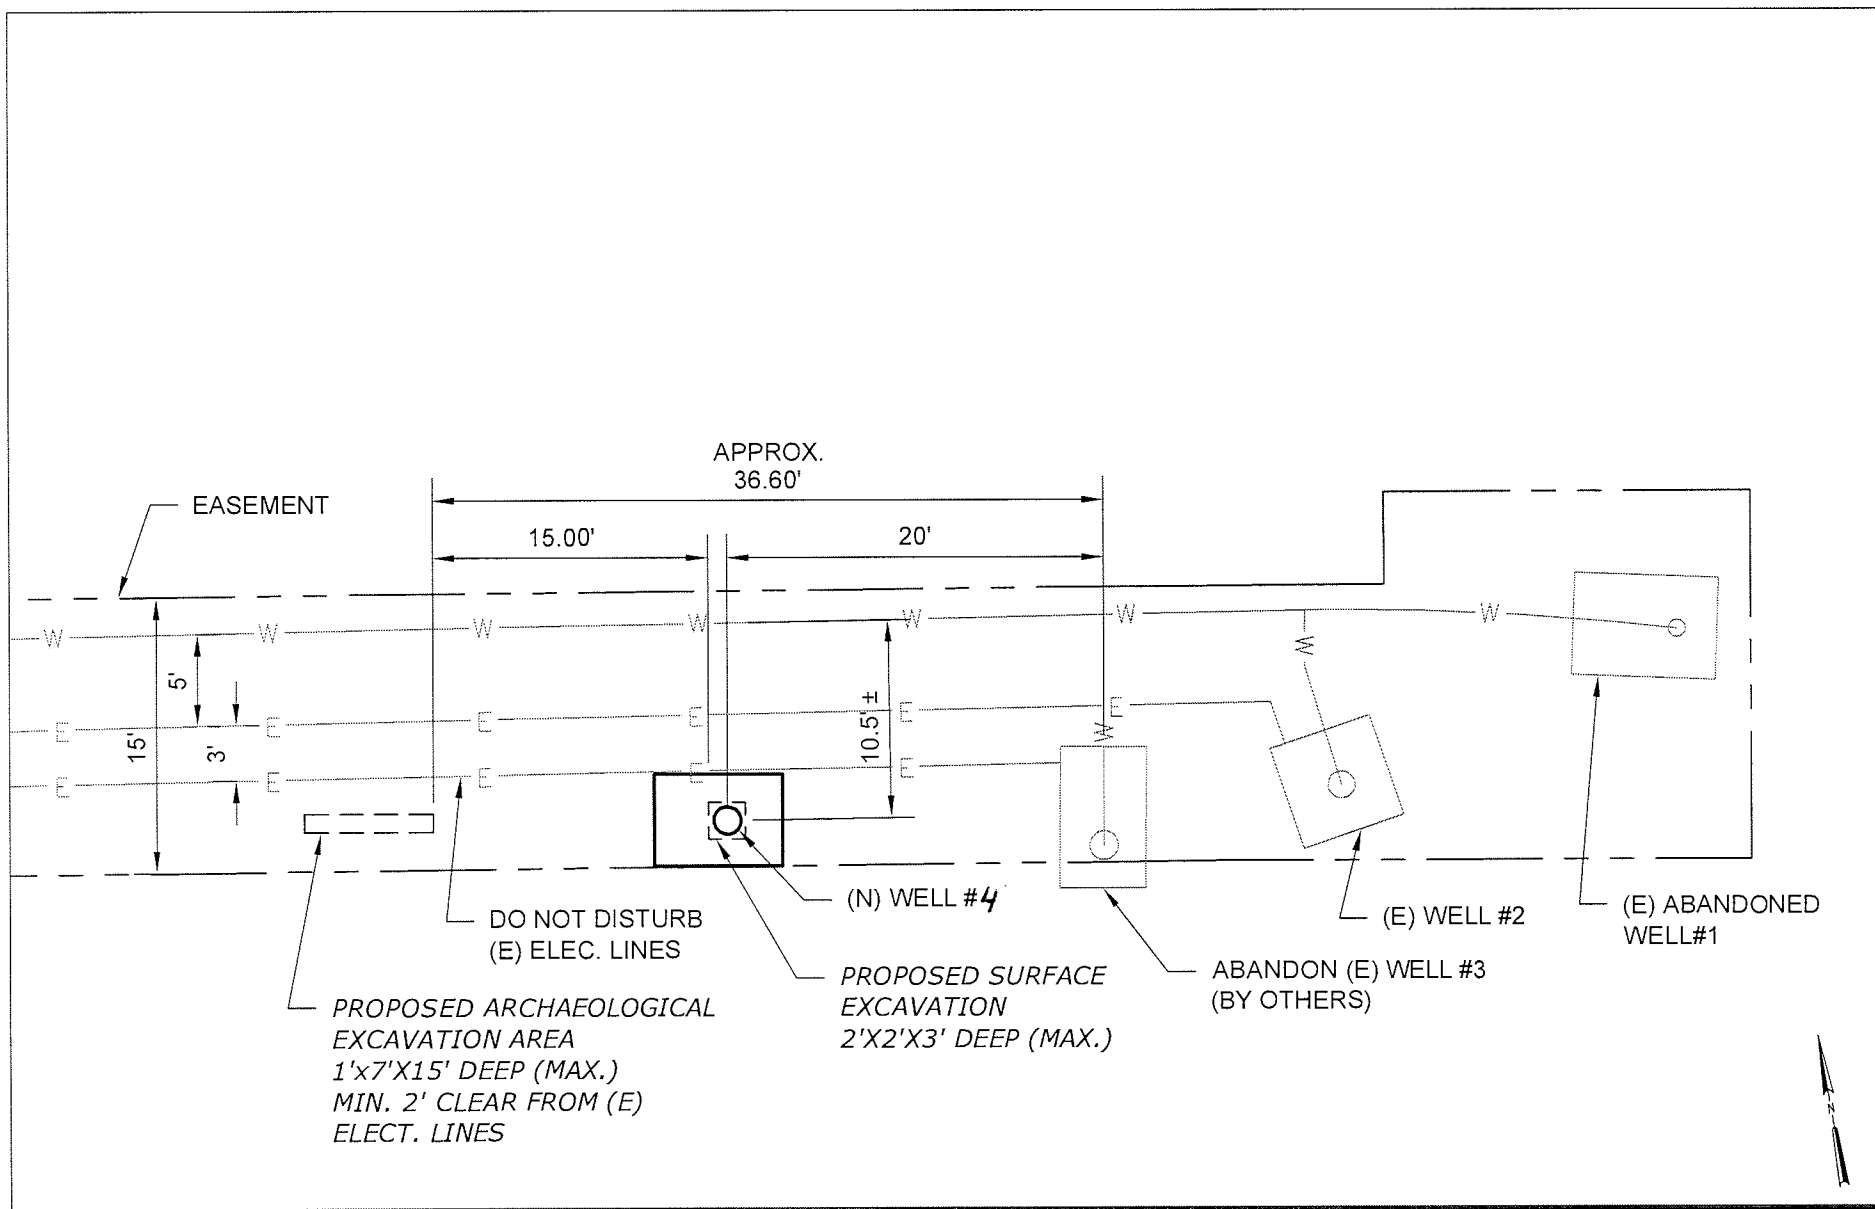 APPROX.
36.60'
EASEMENT
15.00'
20'
W W W W W W W W
5'
E E E E E E
15'
3'
10.5' ±
W
E E E E E
(N) WELL #4
(E) WELL #2
(E) ABANDONED
WELL#1
DO NOT DISTURB
(E) ELEC. LINES
PROPOSED SURFACE
EXCAVATION
2'X2'X3' DEEP (MAX.)
ABANDON (E) WELL #3
(BY OTHERS)
PROPOSED ARCHAEOLOGICAL
EXCAVATION AREA
1'x7'X15' DEEP (MAX.)
MIN. 2' CLEAR FROM (E)
ELECT. LINES
N